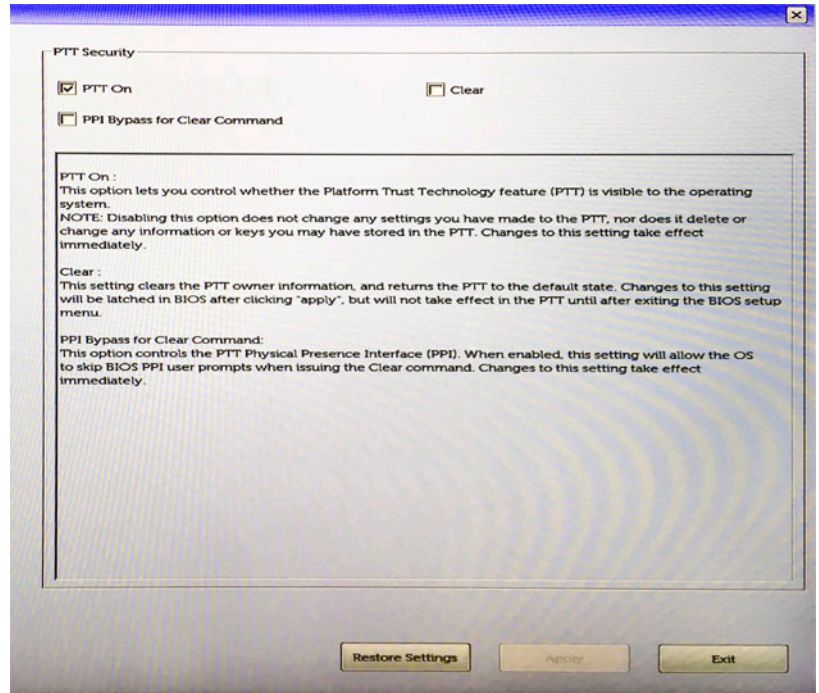 PTT Security
PTT On
Clear
PPI Bypass for Clear Command
PTT On :
This option lets you control whether the Platform Trust Technology feature (PTT) is visible to the operating
system.
NOTE: Disabling this option does not change any settings you have made to the PTT, nor does it delete or
change any information or keys you may have stored in the PTT. Changes to this setting take effect
immediately.
Clear :
This setting clears the PTT owner information, and returns the PTT to the default state. Changes to this setting
will be latched in BIOS after clicking "apply", but will not take effect in the PTT until after exiting the BIOS setup
menu.
PPI Bypass for Clear Command:
This option controls the PTT Physical Presence Interface (PPI). When enabled, this setting will allow the OS
to skip BIOS PPI user prompts when issuing the Clear command. Changes to this setting take effect
immediately.
Restore Settings
Apply
Exit